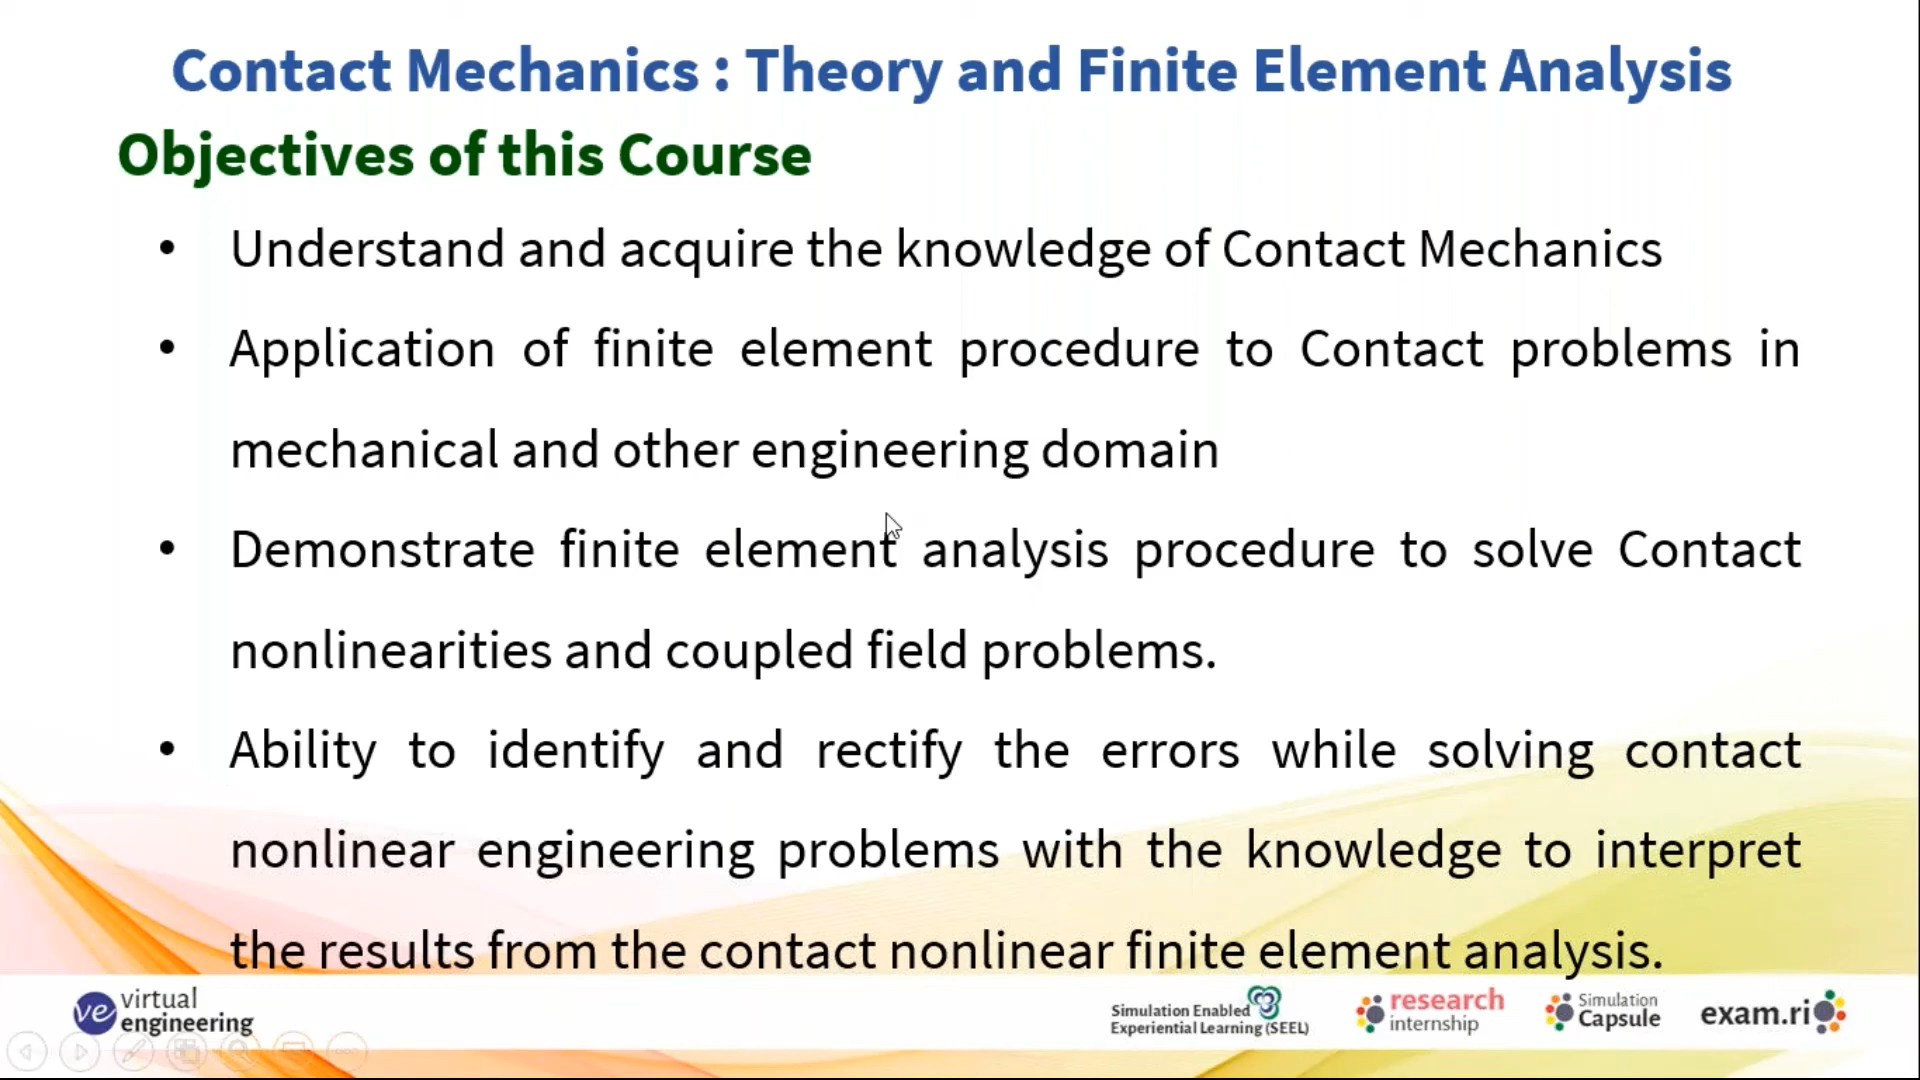 Contact Mechanics : Theory and Finite Element Analysis
Objectives of this Course
• Understand and acquire the knowledge of Contact Mechanics
• Application of finite element procedure to Contact problems in
mechanical and other engineering domain
• Demonstrate finite element analysis procedure to solve Contact
nonlinearities and coupled field problems.
• Ability to identify and rectify the errors while solving contact
nonlinear engineering problems with the knowledge to interpret
the results from the contact nonlinear finite element analysis.
ve virtual
engineering
Simulation Enabled
Experiential Learning (SEEL)
research
internship
Simulation
Capsule
exam.ri